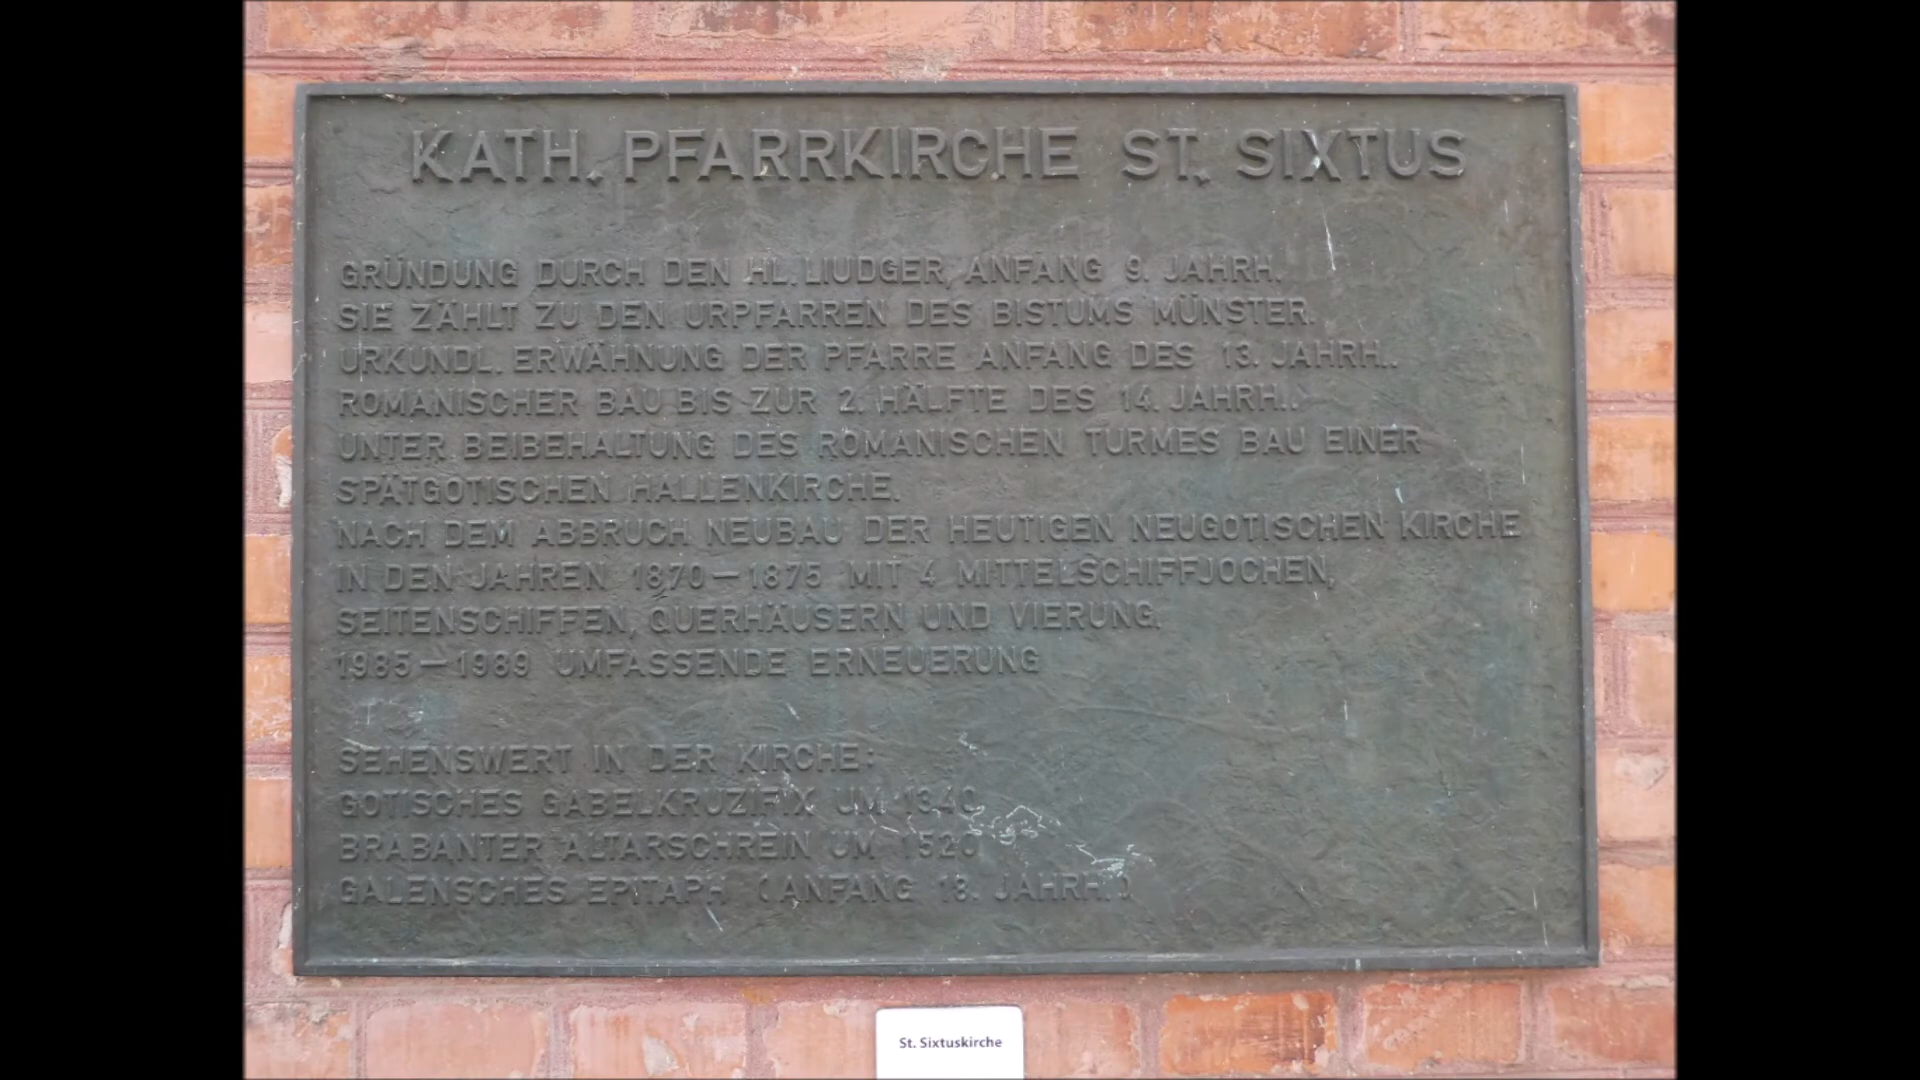 KATH. PFARRKIRCHE ST. SIXTUS
GRÜNDUNG DURCH DEN HL. LIUDGER, ANFANG 9. JAHRH.
SIE ZÄHLT ZU DEN URPFARREN DES BISTUMS MÜNSTER.
URKUNDL. ERWÄHNUNG DER PFARRE ANFANG DES 13. JAHRH..
ROMANISCHER BAU BIS ZUR 2. HÄLFTE DES 14. JAHRH..
UNTER BEIBEHALTUNG DES ROMANISCHEN TURMES BAU EINER
SPÄTGOTISCHEN HALLENKIRCHE.
NACH DEM ABBRUCH NEUBAU DER HEUTIGEN NEUGOTISCHEN KIRCHE
IN DEN JAHREN 1870–1875 MIT 4 MITTELSCHIFFJOCHEN,
SEITENSCHIFFEN, QUERHÄUSERN UND VIERUNG.
1985–1989 UMFASSENDE ERNEUERUNG
SEHENSWERT IN DER KIRCHE:
GOTISCHES GABELKRUZIFIX UM 1340
BRABANTER ALTARSCHREIN UM 1520
GALENSCHES EPITAPH (ANFANG 18. JAHRH.)
St. Sixtuskirche